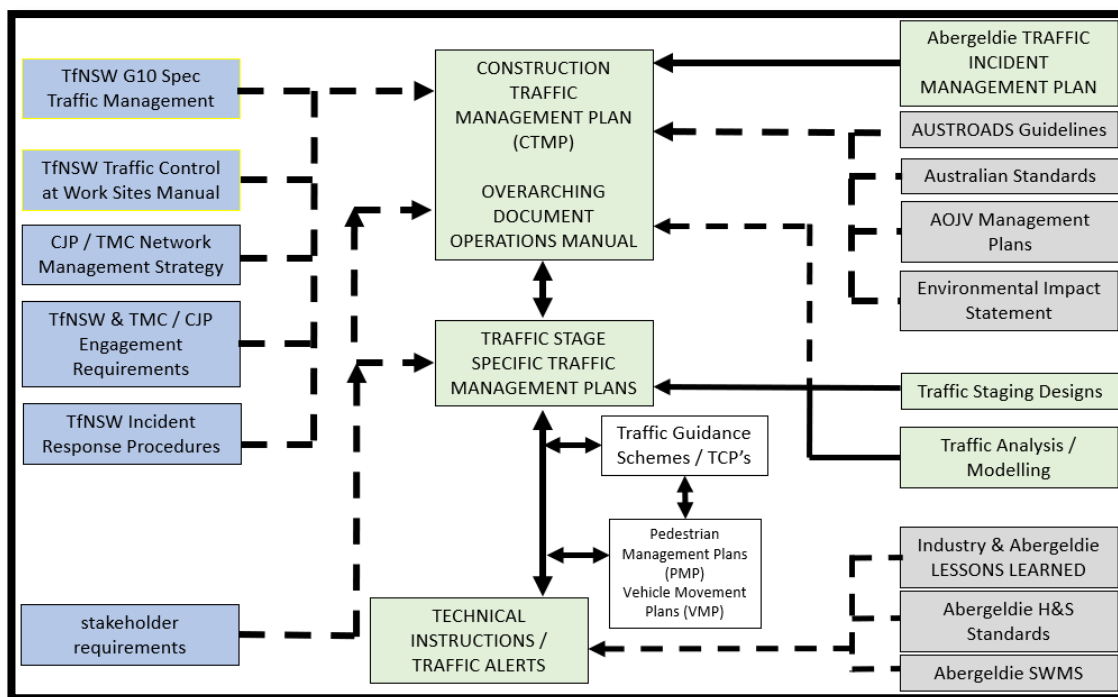 TfNSW G10 Spec
Traffic Management
TfNSW Traffic Control
at Work Sites Manual
CJP / TMC Network
Management Strategy
TfNSW & TMC / CJP
Engagement
Requirements
TfNSW Incident
Response Procedures
stakeholder
requirements
CONSTRUCTION
TRAFFIC
MANAGEMENT PLAN
(CTMP)
OVERARCHING
DOCUMENT
OPERATIONS MANUAL
TRAFFIC STAGE
SPECIFIC TRAFFIC
MANAGEMENT PLANS
Traffic Guidance
Schemes / TCP's
Pedestrian
Management Plans
(PMP)
Vehicle Movement
Plans (VMP)
TECHNICAL
INSTRUCTIONS /
TRAFFIC ALERTS
Abergeldie TRAFFIC
INCIDENT
MANAGEMENT PLAN
AUSTROADS Guidelines
Australian Standards
AOJV Management
Plans
Environmental Impact
Statement
Traffic Staging Designs
Traffic Analysis /
Modelling
Industry & Abergeldie
LESSONS LEARNED
Abergeldie H&S
Standards
Abergeldie SWMS